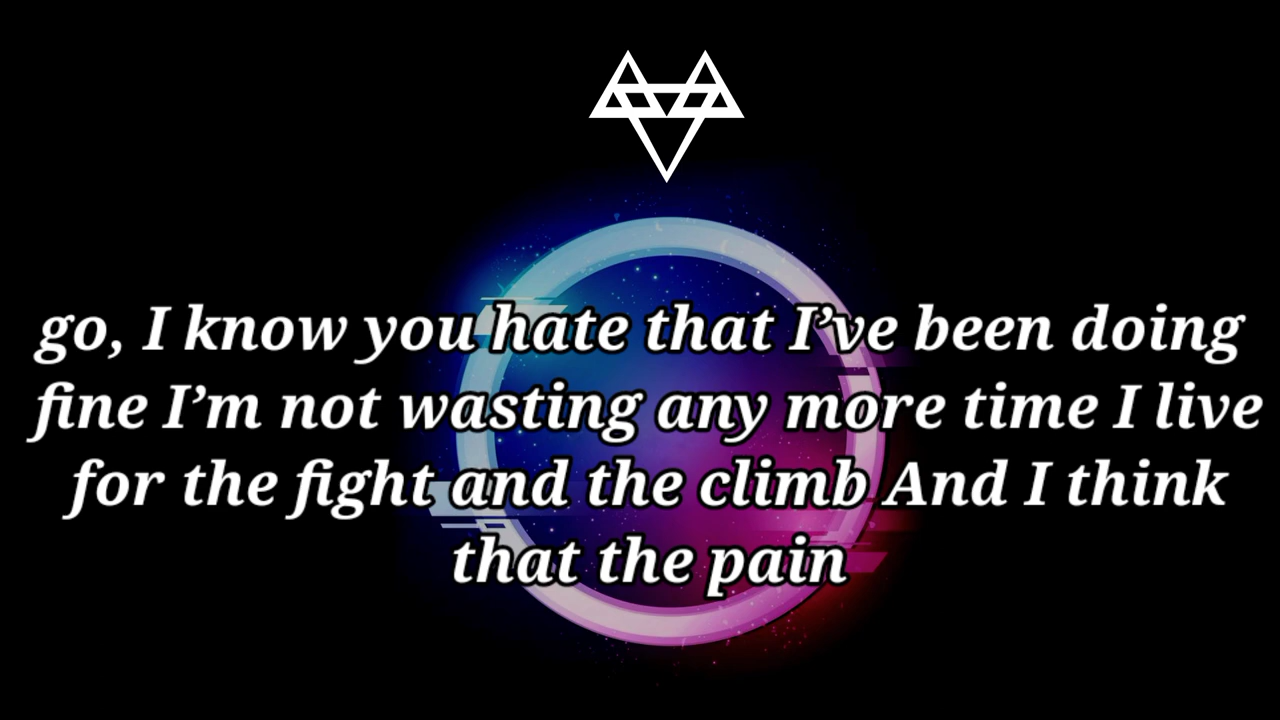 go, I know you hate that I’ve been doing
fine I’m not wasting any more time I live
for the fight and the climb And I think
that the pain